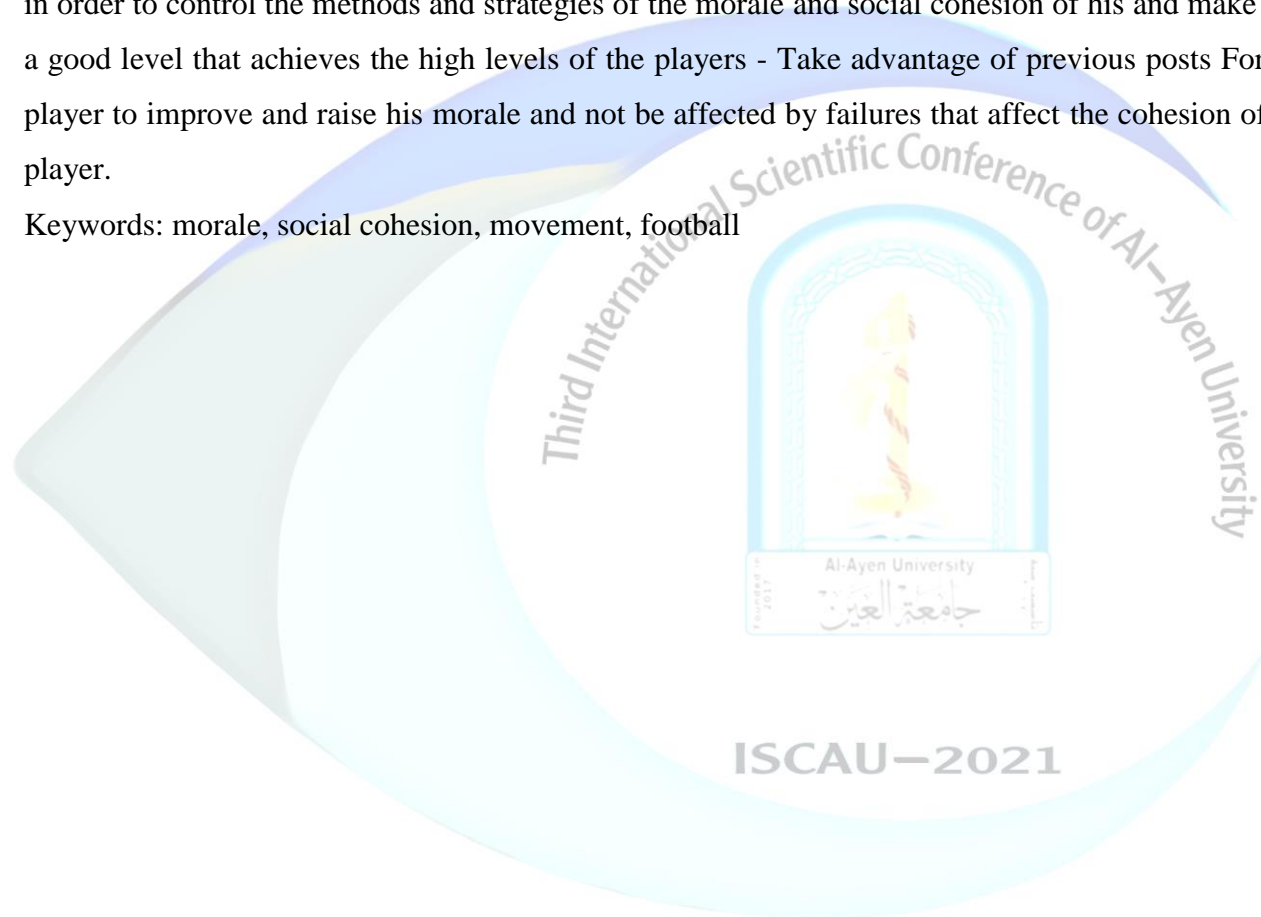 in order to control the methods and strategies of the morale and social cohesion of his and make
a good level that achieves the high levels of the players - Take advantage of previous posts For
player to improve and raise his morale and not be affected by failures that affect the cohesion of
player.
Keywords: morale, social cohesion, movement, football
Third International Scientific Conference of Al-Ayen University
Al-Ayen University
Founded in
2017
جامعة العين
ISCAU-2021